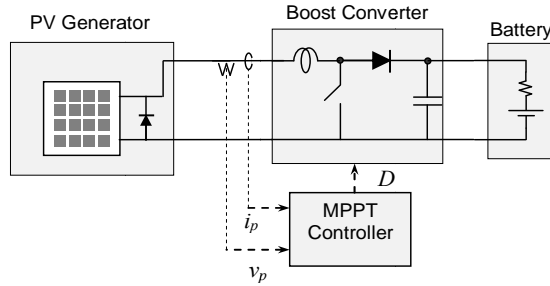 PV Generator
Boost Converter
Battery
D
i_p
MPPT
Controller
v_p